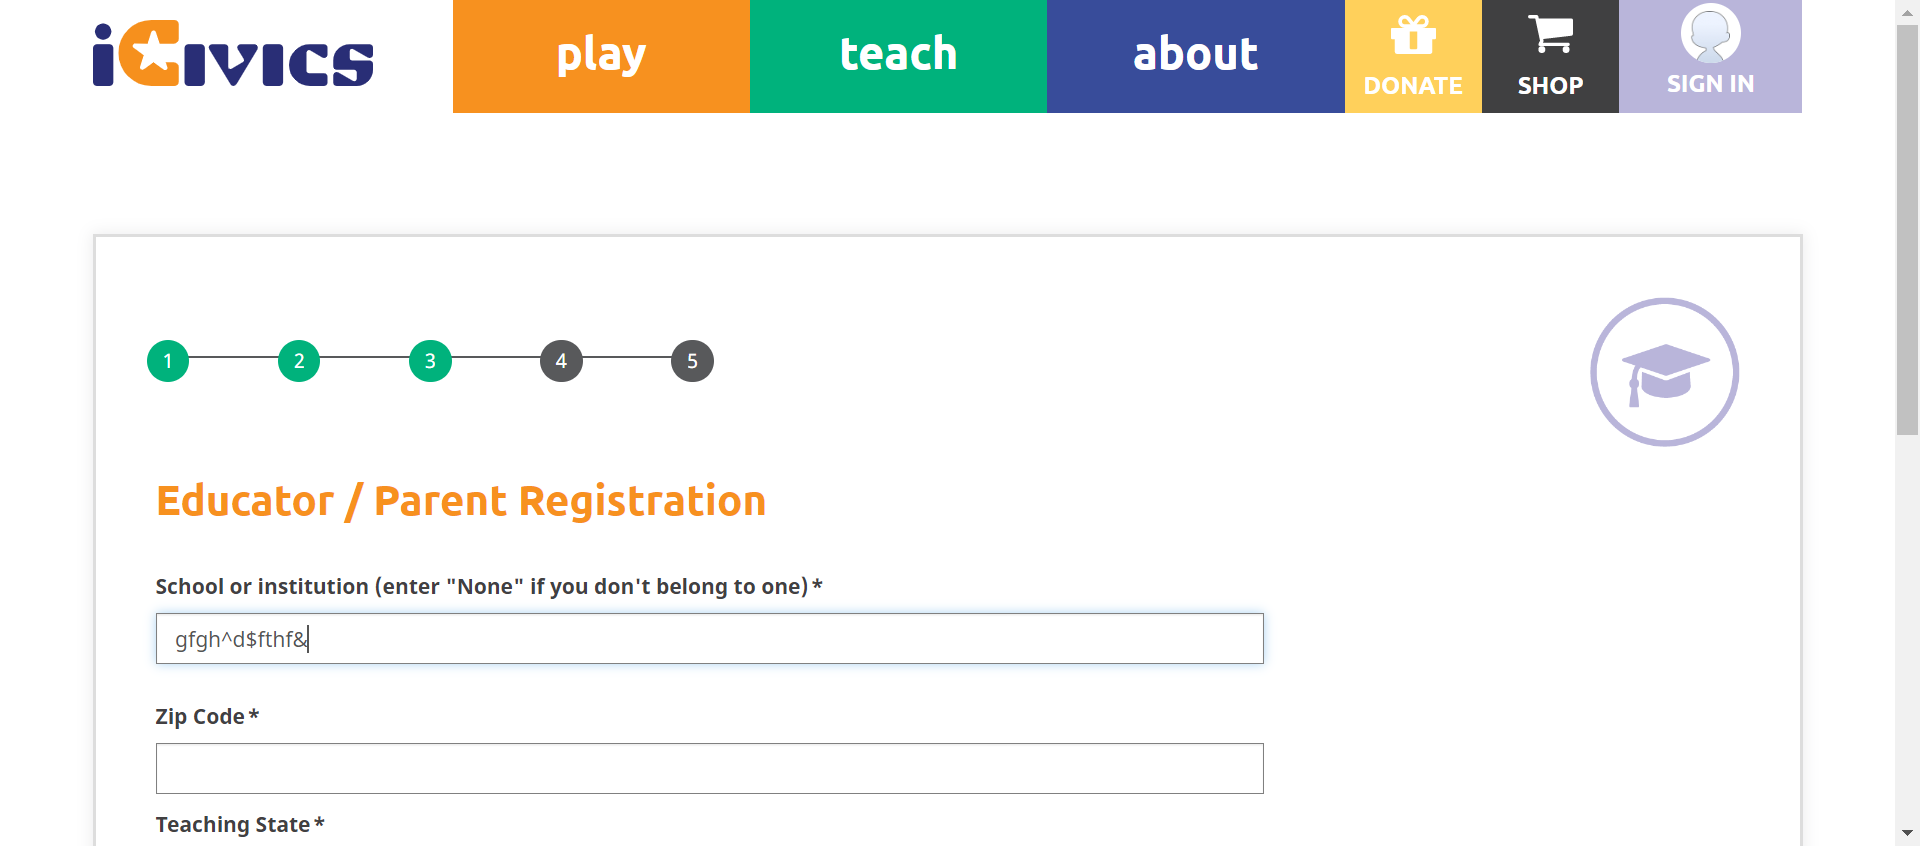 iCivics
play
teach
about
DONATE
SHOP
SIGN IN
1
2
3
4
5
Educator / Parent Registration
School or institution (enter "None" if you don't belong to one) *
gfgh^d$fthf&
Zip Code *
Teaching State *